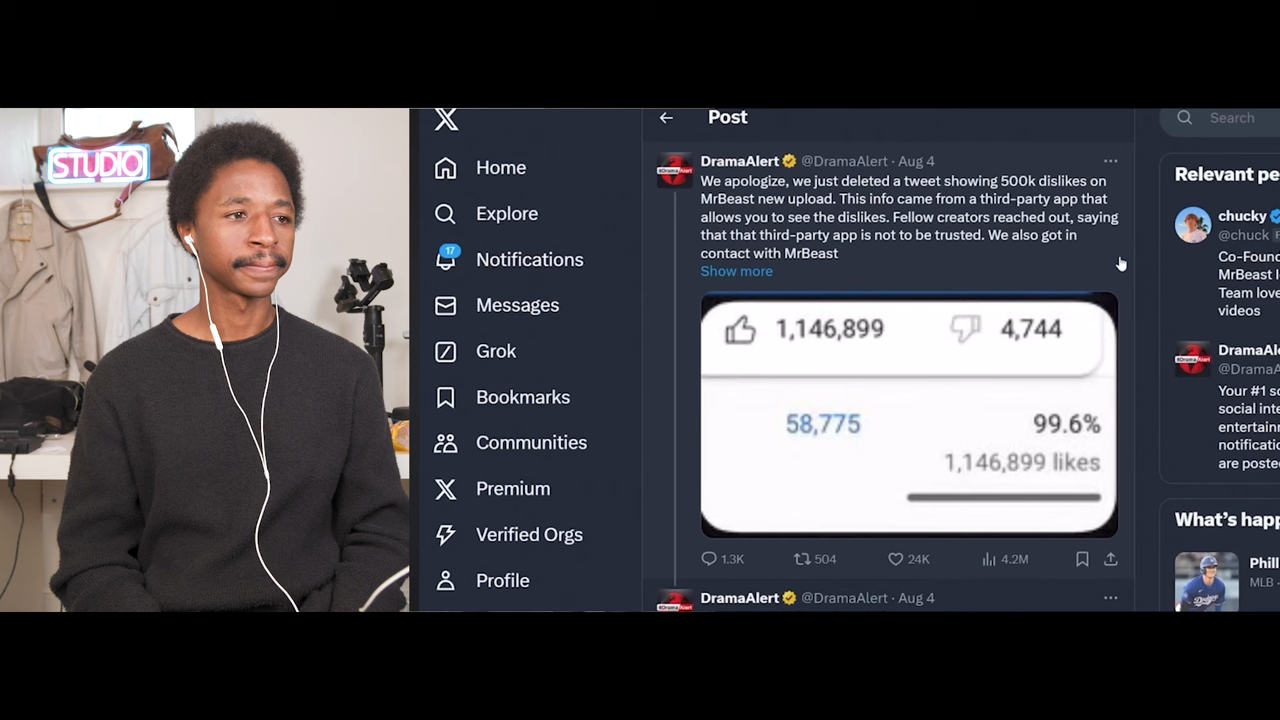 STUDIO
Home
Explore
17
Notifications
Messages
Grok
Bookmarks
Communities
Premium
Verified Orgs
Profile
Post
DramaAlert @DramaAlert · Aug 4
We apologize, we just deleted a tweet showing 500k dislikes on
MrBeast new upload. This info came from a third-party app that
allows you to see the dislikes. Fellow creators reached out, saying
that that third-party app is not to be trusted. We also got in
contact with MrBeast
Show more
1,146,899 4,744
58,775 99.6%
1,146,899 likes
1.3K 504 24K 4.2M
DramaAlert @DramaAlert · Aug 4
Search
Relevant pe
chucky
@chuck
Co-Found
MrBeast
Team love
videos
DramaAl
@DramaA
Your #1 so
social inte
entertainm
notificatio
are poste
What's happ
Phill
MLB ·